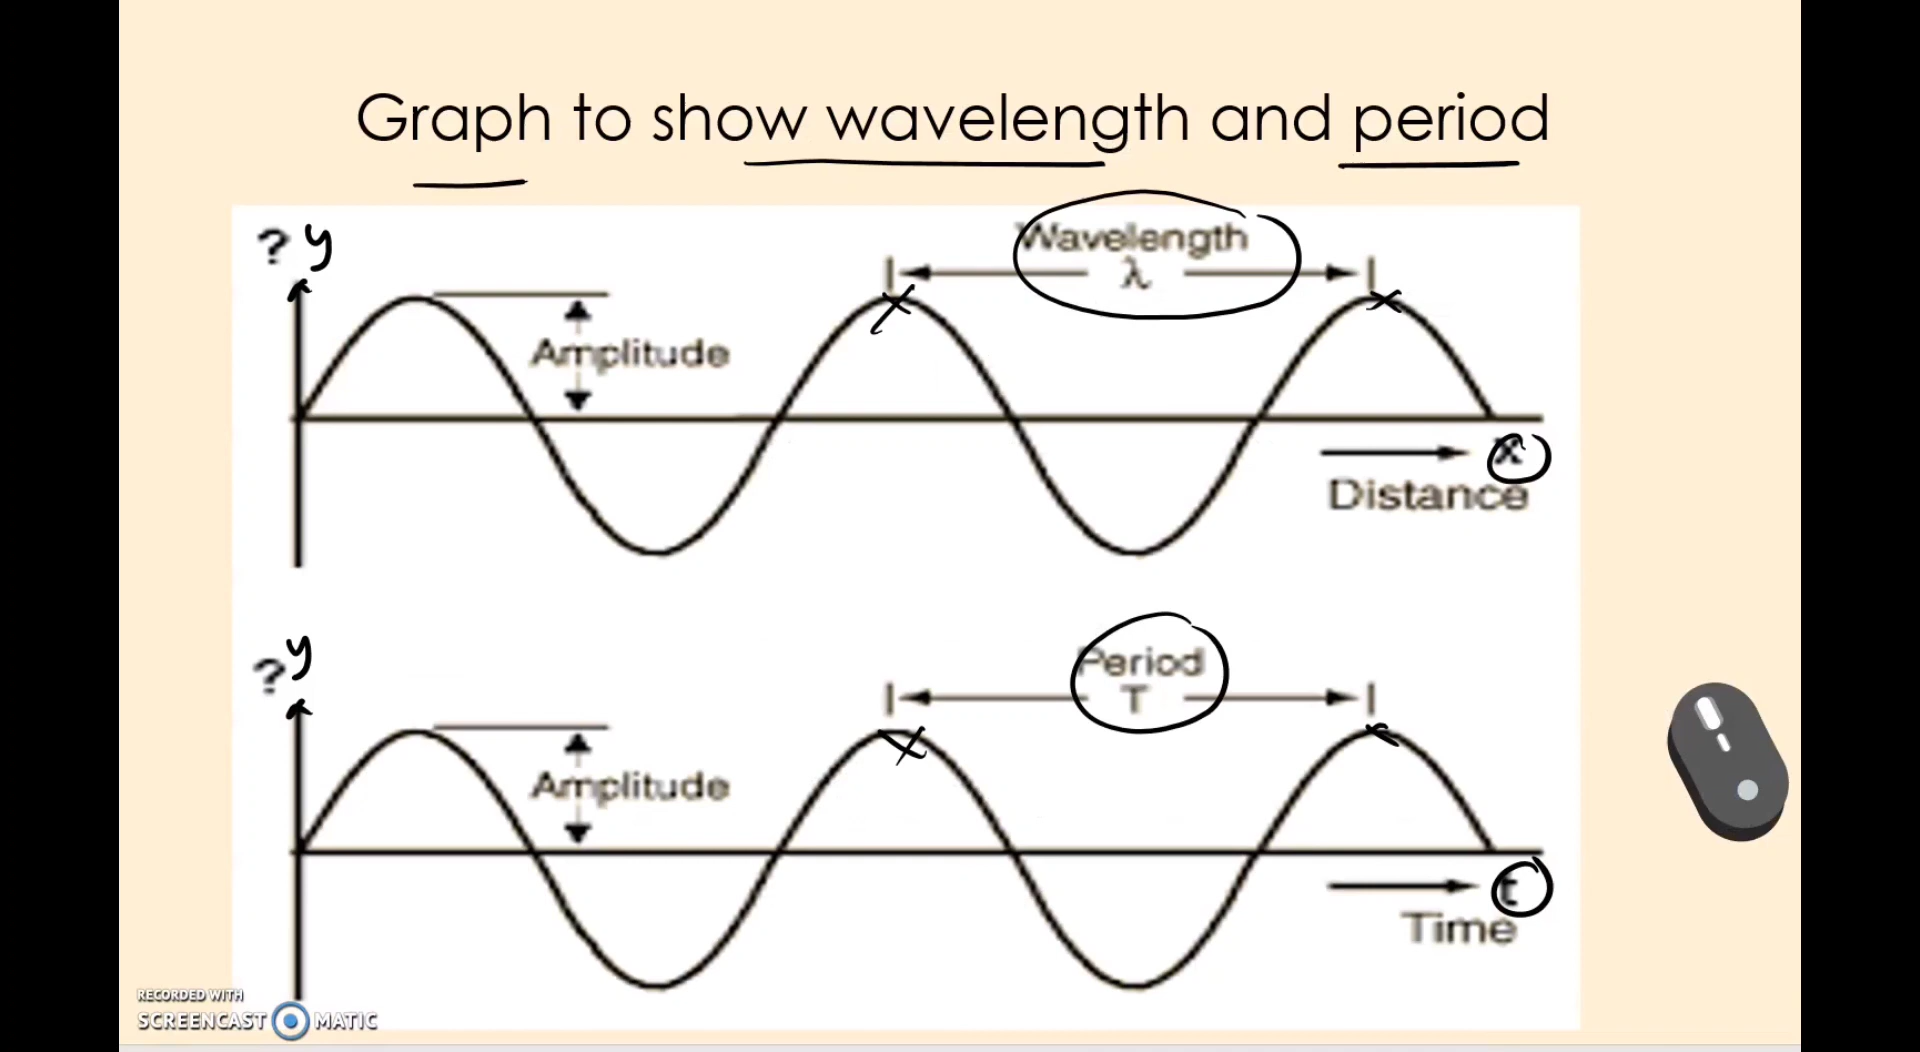 Graph to show wavelength and period
? y
Wavelength
λ
Amplitude
x
Distance
? y
Period
T
Amplitude
t
Time
RECORDED WITH
SCREENCAST MATIC